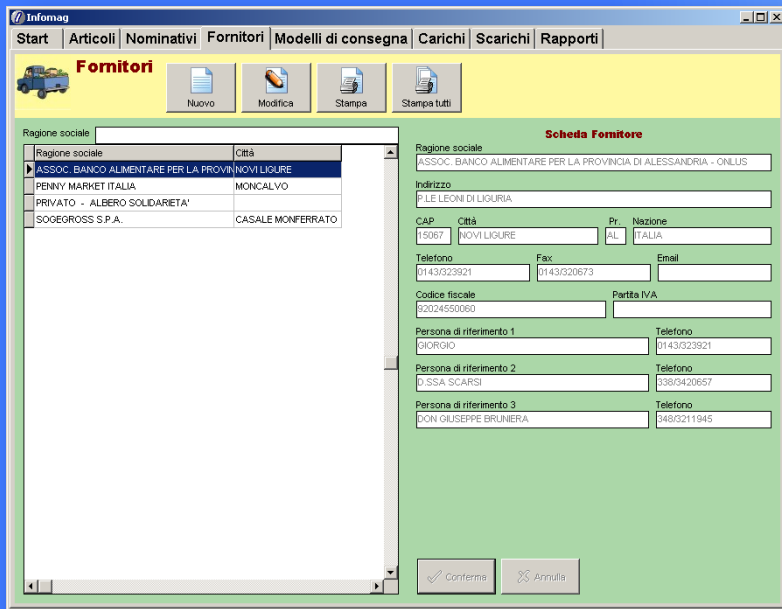 Infomag
Start Articoli Nominativi Fornitori Modelli di consegna Carichi Scarichi Rapporti
Fornitori
Nuovo Modifica Stampa Stampa tutti
Ragione sociale
Ragione sociale Città
ASSOC. BANCO ALIMENTARE PER LA PROVIN NOVI LIGURE
PENNY MARKET ITALIA MONCALVO
PRIVATO - ALBERO SOLIDARIETA'
SOGEGROSS S.P.A. CASALE MONFERRATO
Scheda Fornitore
Ragione sociale
ASSOC. BANCO ALIMENTARE PER LA PROVINCIA DI ALESSANDRIA - ONLUS
Indirizzo
P.LE LEONI DI LIGURIA
CAP Città Pr. Nazione
15067 NOVI LIGURE AL ITALIA
Telefono Fax Email
0143/323921 0143/320673
Codice fiscale Partita IVA
92024550060
Persona di riferimento 1 Telefono
GIORGIO 0143/323921
Persona di riferimento 2 Telefono
D.SSA SCARSI 338/3420657
Persona di riferimento 3 Telefono
DON GIUSEPPE BRUNIERA 348/3211945
Conferma Annulla